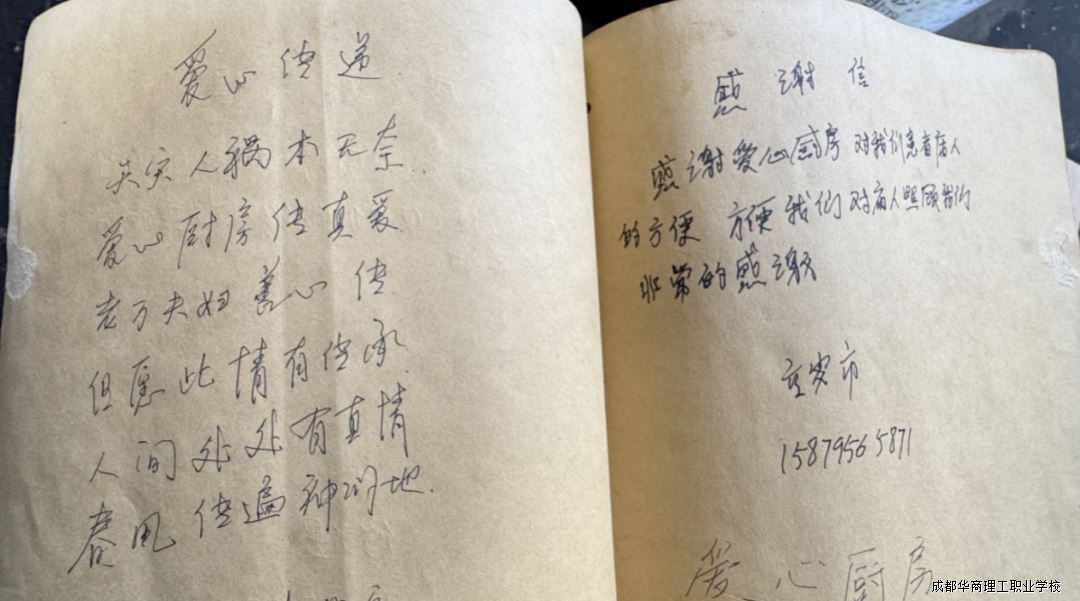 爱心传递
天灾人祸本无奈
爱心厨房传真爱
老万夫妇善心传
但愿此情有传承
人间处处有真情
春风传遍神州地.
感谢信
感谢爱心厨房对我们患者病人
的方便 方便我们对病人照顾我们
非常的感谢
市
15879565871
爱心厨房
成都华商理工职业学校